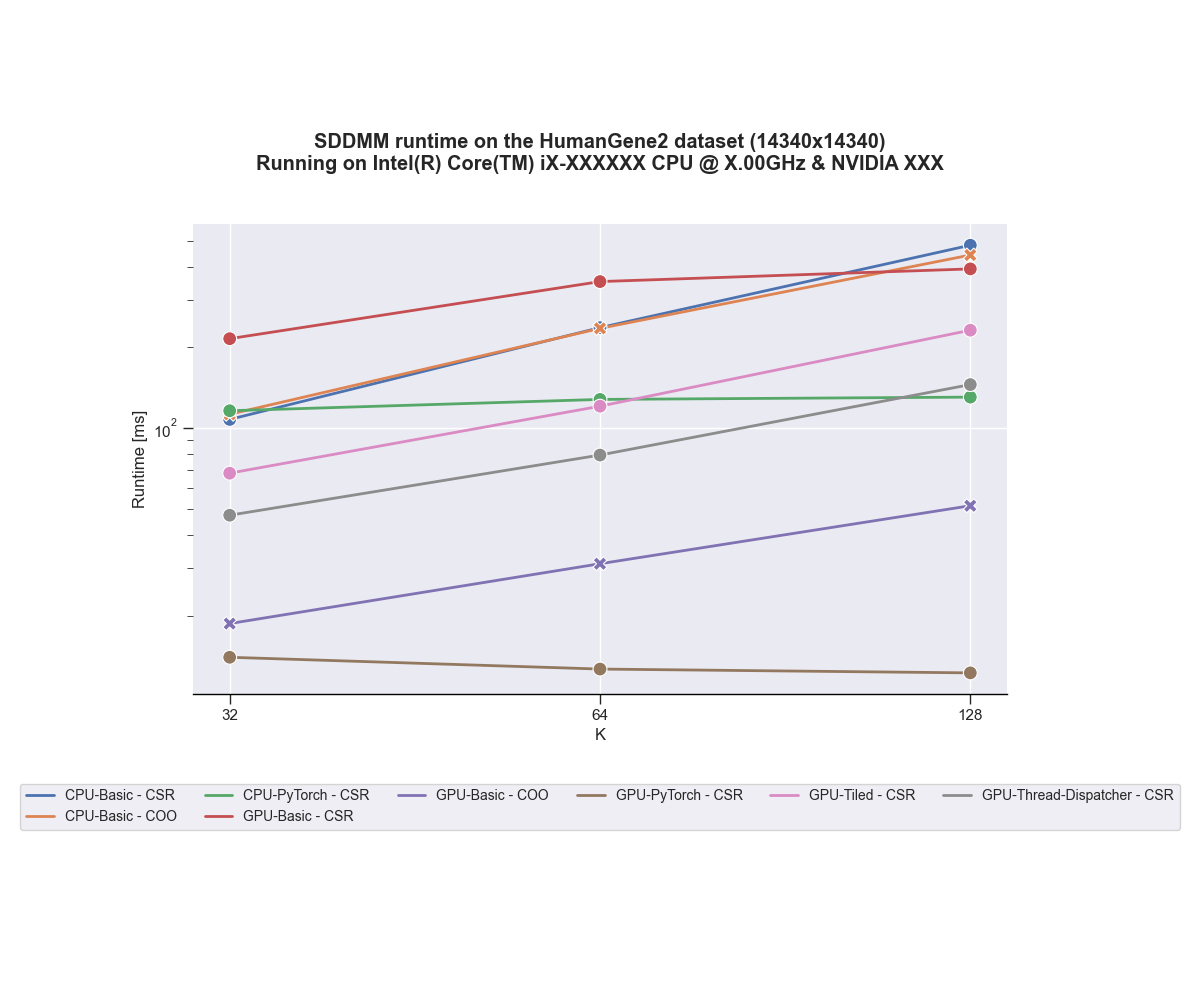 SDDMM runtime on the HumanGene2 dataset (14340x14340)
Running on Intel(R) Core(TM) iX-XXXXXX CPU @ X.00GHz & NVIDIA XXX
Runtime [ms]
10²
32 64 128
K
CPU-Basic - CSR CPU-PyTorch - CSR GPU-Basic - COO GPU-PyTorch - CSR GPU-Tiled - CSR GPU-Thread-Dispatcher - CSR
CPU-Basic - COO GPU-Basic - CSR